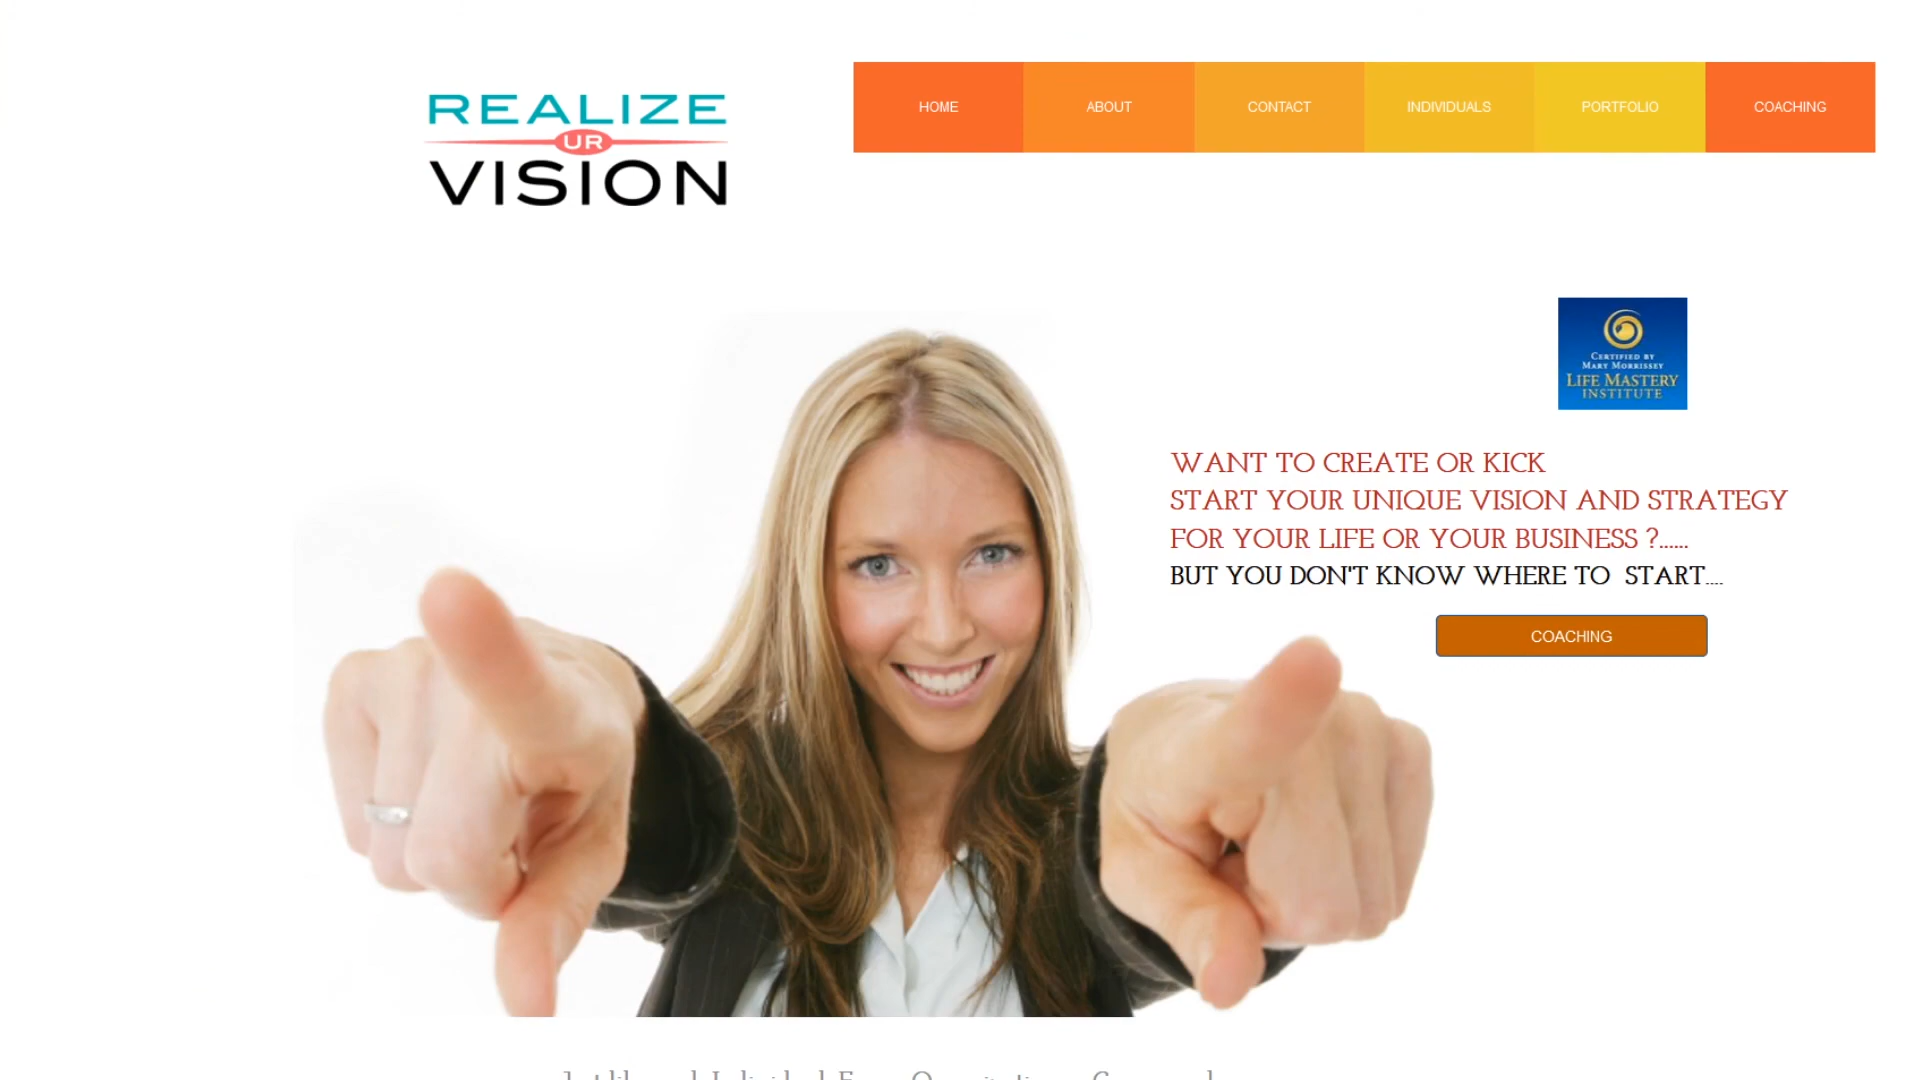 REALIZE
UR
VISION
HOME
ABOUT
CONTACT
INDIVIDUALS
PORTFOLIO
COACHING
CERTIFIED BY
MARY MORRISSEY
LIFE MASTERY
INSTITUTE
WANT TO CREATE OR KICK
START YOUR UNIQUE VISION AND STRATEGY
FOR YOUR LIFE OR YOUR BUSINESS ?......
BUT YOU DON'T KNOW WHERE TO  START....
COACHING